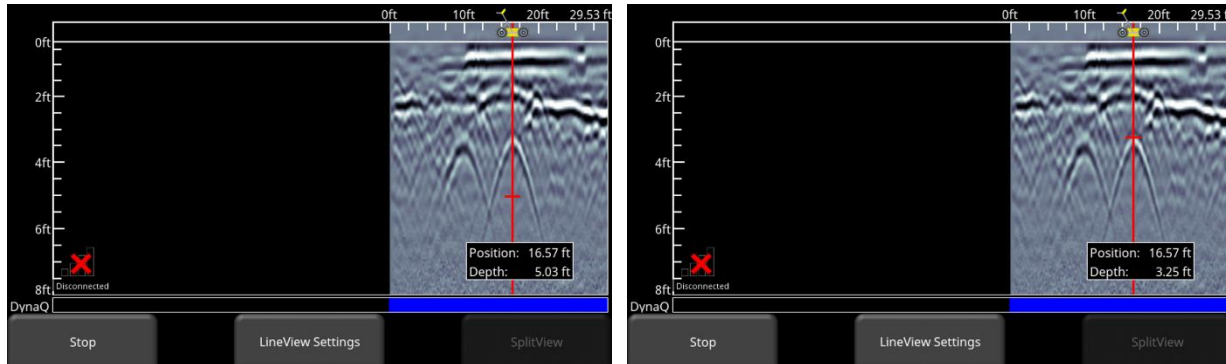 0ft 10ft 20ft 29.53 ft
0ft
2ft
4ft
6ft
8ft
Position: 16.57 ft
Depth: 5.03 ft
Disconnected
DynaQ
Stop LineView Settings SplitView
0ft 10ft 20ft 29.53 f
0ft
2ft
4ft
6ft
8ft
Position: 16.57 ft
Depth: 3.25 ft
Disconnected
DynaQ
Stop LineView Settings SplitView